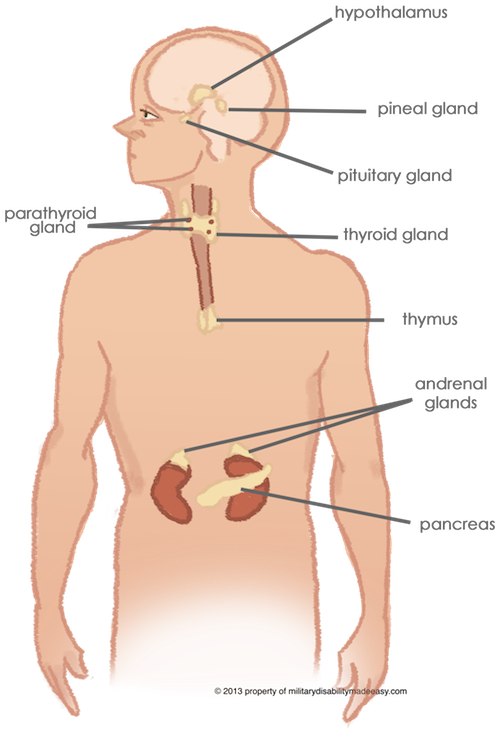 hypothalamus
pineal gland
pituitary gland
parathyroid
gland
thyroid gland
thymus
andrenal
glands
pancreas
© 2013 property of militarydisabilitymadeeasy.com